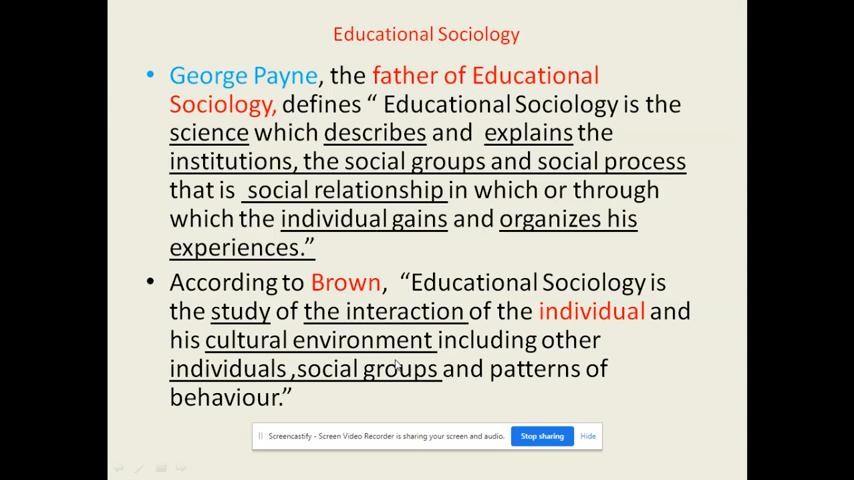 Educational Sociology
• George Payne, the father of Educational
Sociology, defines “ Educational Sociology is the
science which describes and explains the
institutions, the social groups and social process
that is social relationship in which or through
which the individual gains and organizes his
experiences.”
• According to Brown, “Educational Sociology is
the study of the interaction of the individual and
his cultural environment including other
individuals ,social groups and patterns of
behaviour.”
Screencastify - Screen Video Recorder is sharing your screen and audio. Stop sharing Hide